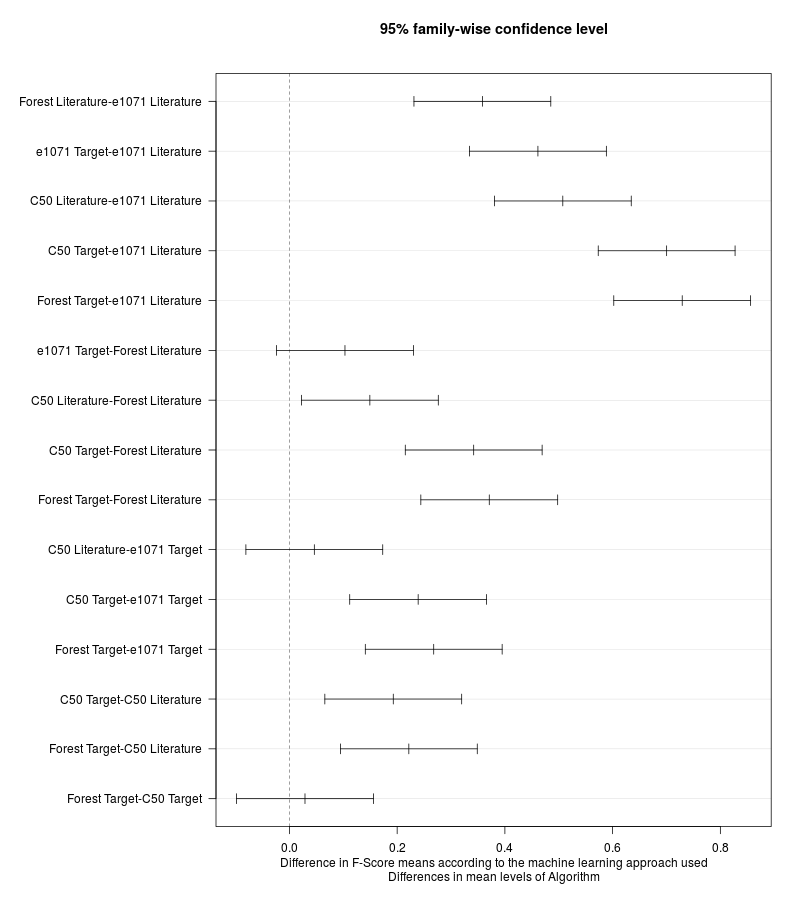 95% family-wise confidence level
Forest Literature-e1071 Literature
e1071 Target-e1071 Literature
C50 Literature-e1071 Literature
C50 Target-e1071 Literature
Forest Target-e1071 Literature
e1071 Target-Forest Literature
C50 Literature-Forest Literature
C50 Target-Forest Literature
Forest Target-Forest Literature
C50 Literature-e1071 Target
C50 Target-e1071 Target
Forest Target-e1071 Target
C50 Target-C50 Literature
Forest Target-C50 Literature
Forest Target-C50 Target
0.0 0.2 0.4 0.6 0.8
Difference in F-Score means according to the machine learning approach used
Differences in mean levels of Algorithm